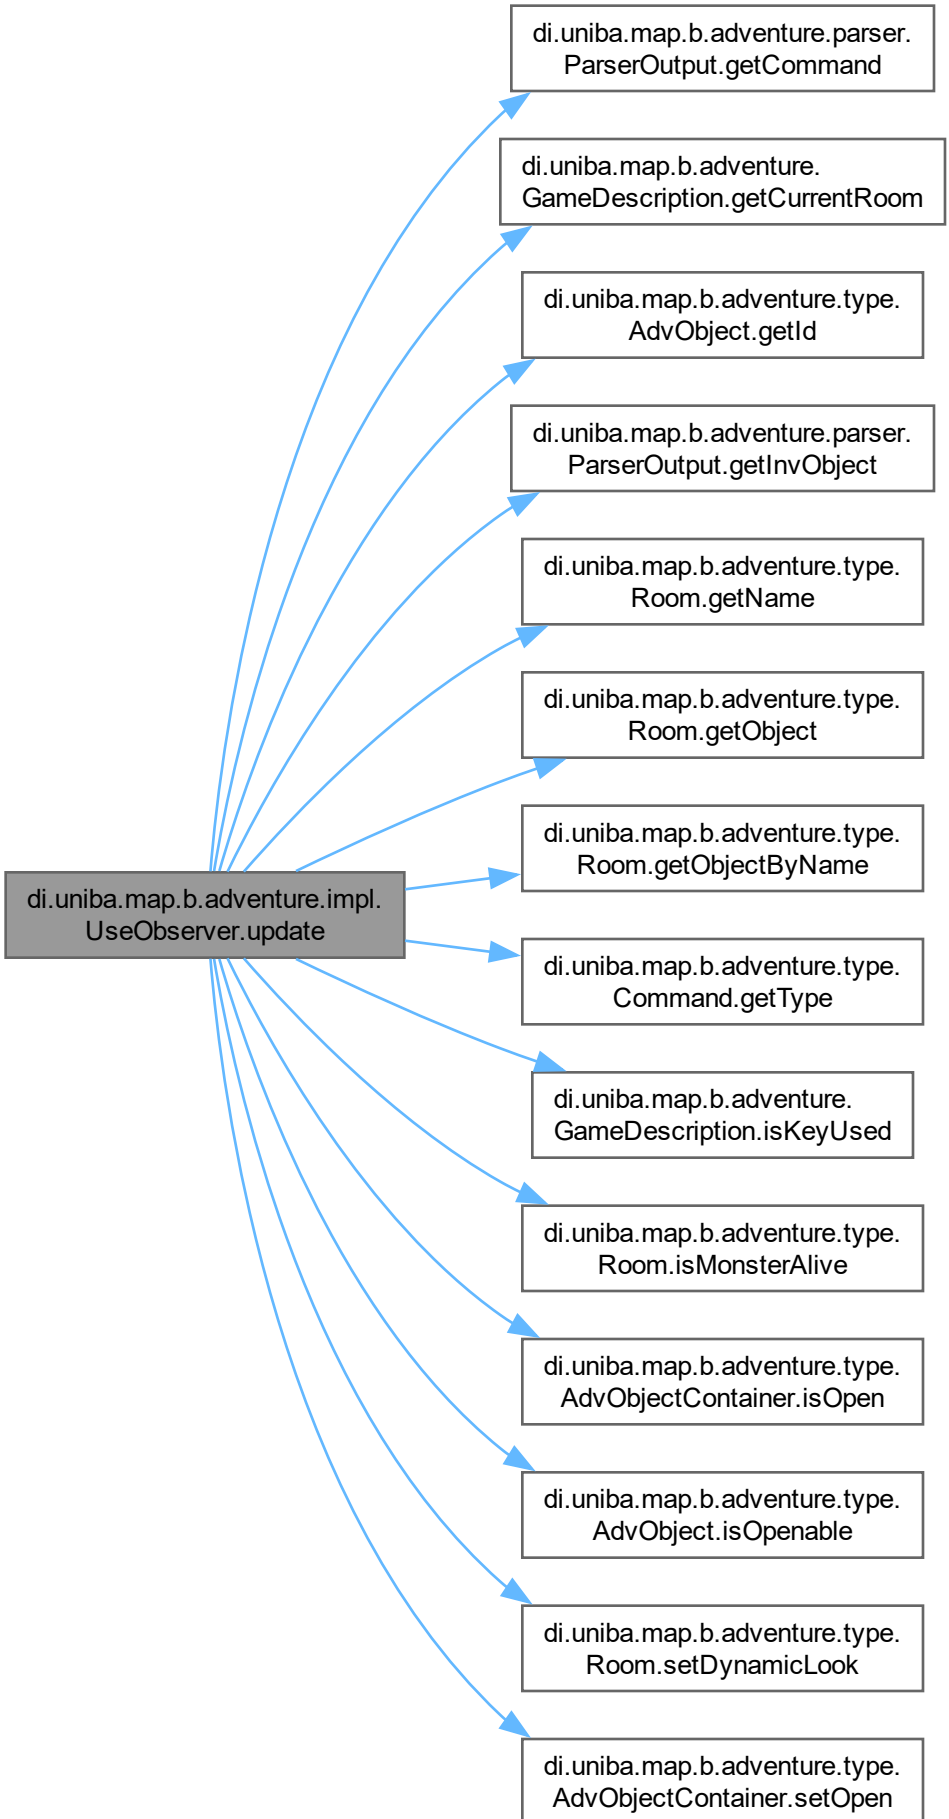 di.uniba.map.b.adventure.parser.
ParserOutput.getCommand
di.uniba.map.b.adventure.
GameDescription.getCurrentRoom
di.uniba.map.b.adventure.type.
AdvObject.getId
di.uniba.map.b.adventure.parser.
ParserOutput.getInvObject
di.uniba.map.b.adventure.type.
Room.getName
di.uniba.map.b.adventure.type.
Room.getObject
di.uniba.map.b.adventure.type.
Room.getObjectByName
di.uniba.map.b.adventure.impl.
UseObserver.update
di.uniba.map.b.adventure.type.
Command.getType
di.uniba.map.b.adventure.
GameDescription.isKeyUsed
di.uniba.map.b.adventure.type.
Room.isMonsterAlive
di.uniba.map.b.adventure.type.
AdvObjectContainer.isOpen
di.uniba.map.b.adventure.type.
AdvObject.isOpenable
di.uniba.map.b.adventure.type.
Room.setDynamicLook
di.uniba.map.b.adventure.type.
AdvObjectContainer.setOpen